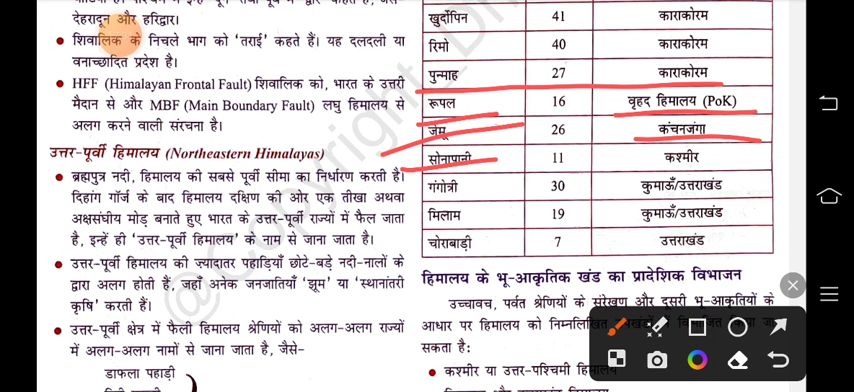 देहरादून और हरिद्वार।
शिवालिक के निचले भाग को 'तराई' कहते हैं। यह दलदली या
वनाच्छादित प्रदेश है।
HFF (Himalayan Frontal Fault) शिवालिक को, भारत के उत्तरी
मैदान से और MBF (Main Boundary Fault) लघु हिमालय से
अलग करने वाली संरचना है।
उत्तर-पूर्वी हिमालय (Northeastern Himalayas)
ब्रह्मपुत्र नदी, हिमालय की सबसे पूर्वी सीमा का निर्धारण करती है।
दिहांग गॉर्ज के बाद हिमालय दक्षिण की ओर एक तीखा अथवा
अक्षसंघीय मोड़ बनाते हुए भारत के उत्तर-पूर्वी राज्यों में फैल जाता
है, इन्हें ही 'उत्तर-पूर्वी हिमालय' के नाम से जाना जाता है।
उत्तर-पूर्वी हिमालय की ज्यादातर पहाड़ियाँ छोटे-बड़े नदी-नालों के
द्वारा अलग होती हैं, जहाँ अनेक जनजातियाँ 'झूम' या 'स्थानांतरी
कृषि' करती हैं।
उत्तर-पूर्वी क्षेत्र में फैली हिमालय श्रेणियों को अलग-अलग राज्यों
में अलग-अलग नामों से जाना जाता है, जैसे-
डाफला पहाड़ी
खुर्दोपिन 41 काराकोरम
रिमो 40 काराकोरम
पुन्माह 27 काराकोरम
रूपल 16 वृहद हिमालय (PoK)
जेमू 26 कंचनजंगा
सोनापानी 11 कश्मीर
गंगोत्री 30 कुमाऊँ/उत्तराखंड
मिलाम 19 कुमाऊँ/उत्तराखंड
चोराबाड़ी 7 उत्तराखंड
हिमालय के भू-आकृतिक खंड का प्रादेशिक विभाजन
उच्चावच, पर्वत श्रेणियों के संरेखण और दूसरी भू-आकृतियों के
आधार पर हिमालय को निम्नलिखित
सकता है:
कश्मीर या उत्तर-पश्चिमी हिमालय
@Copyright